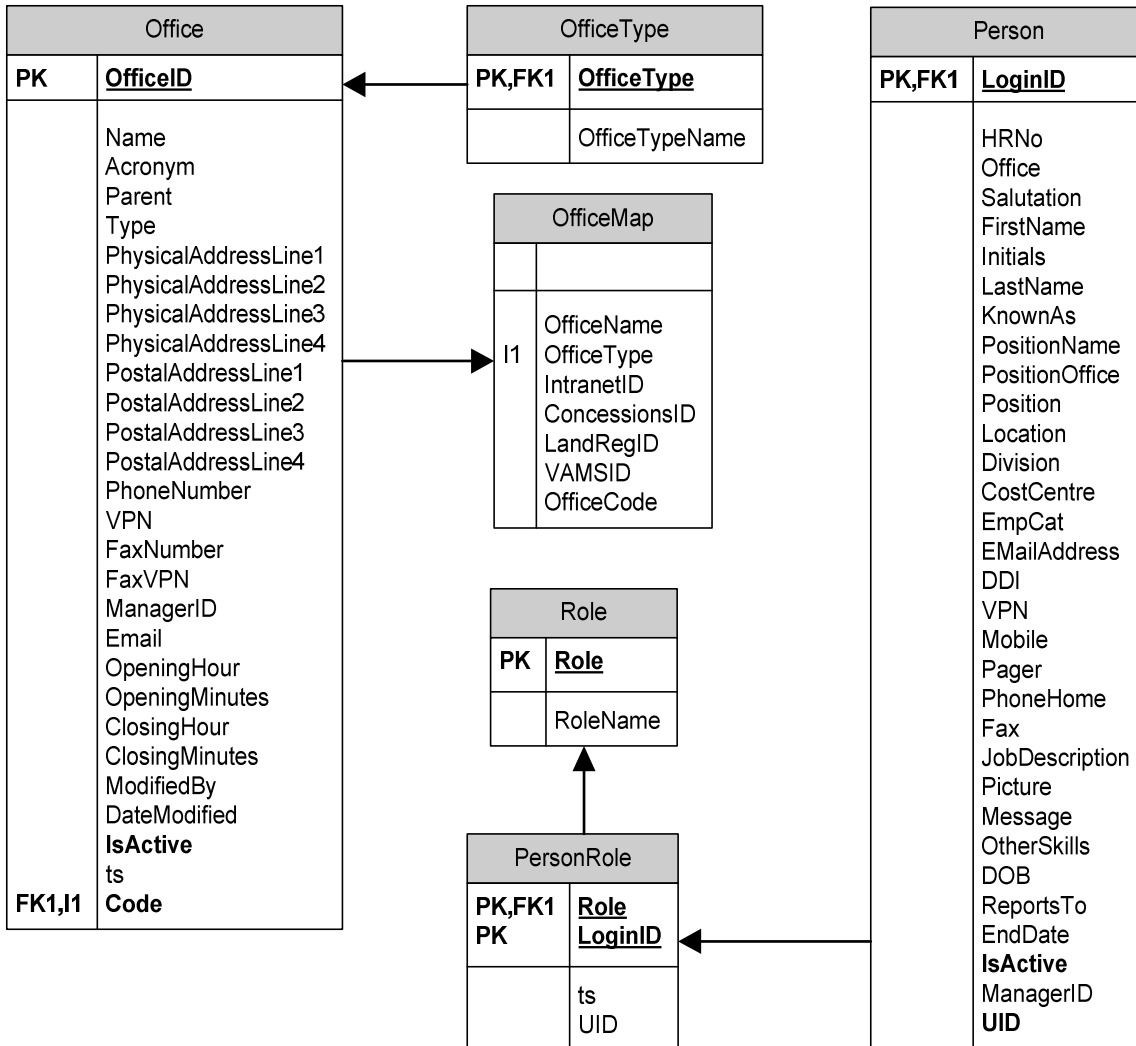 Office
PK OfficeID
Name
Acronym
Parent
Type
PhysicalAddressLine1
PhysicalAddressLine2
PhysicalAddressLine3
PhysicalAddressLine4
PostalAddressLine1
PostalAddressLine2
PostalAddressLine3
PostalAddressLine4
PhoneNumber
VPN
FaxNumber
FaxVPN
ManagerID
Email
OpeningHour
OpeningMinutes
ClosingHour
ClosingMinutes
ModifiedBy
DateModified
IsActive
ts
FK1,I1 Code
OfficeType
PK,FK1 OfficeType
OfficeTypeName
OfficeMap
OfficeName
I1 OfficeType
IntranetID
ConcessionsID
LandRegID
VAMSID
OfficeCode
Role
PK Role
RoleName
PersonRole
PK,FK1 Role
PK LoginID
ts
UID
Person
PK,FK1 LoginID
HRNo
Office
Salutation
FirstName
Initials
LastName
KnownAs
PositionName
PositionOffice
Position
Location
Division
CostCentre
EmpCat
EMailAddress
DDI
VPN
Mobile
Pager
PhoneHome
Fax
JobDescription
Picture
Message
OtherSkills
DOB
ReportsTo
EndDate
IsActive
ManagerID
UID